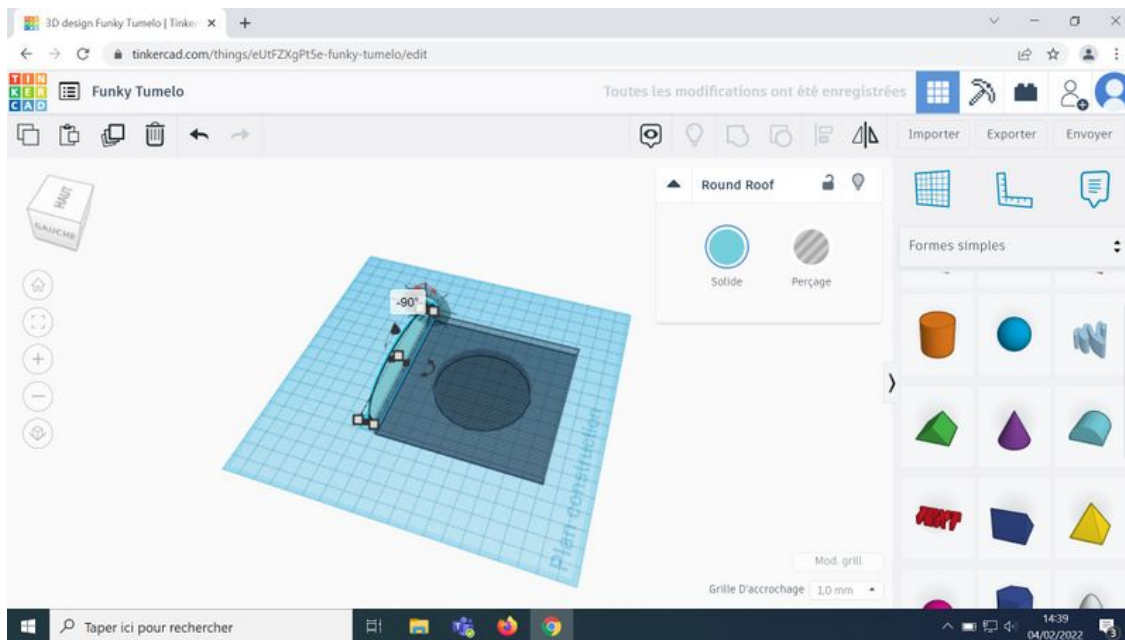 3D design Funky Tumelo | Tinker
tinkercad.com/things/eUtFZXgPt5e-funky-tumelo/edit
TIN
KER
CAD
Funky Tumelo
Toutes les modifications ont été enregistrées
Importer
Exporter
Envoyer
HAUT
GAUCHE
Round Roof
Solide
Perçage
Formes simples
-90°
Plan construction
TEXT
Mod. grill
Grille D'accrochage
1,0 mm
Taper ici pour rechercher
14:39
04/02/2022
3